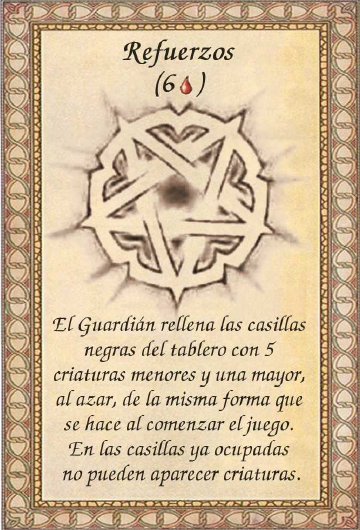 Refuerzos
(6)
El Guardián rellena las casillas
negras del tablero con 5
criaturas menores y una mayor,
al azar, de la misma forma que
se hace al comenzar el juego.
En las casillas ya ocupadas
no pueden aparecer criaturas.